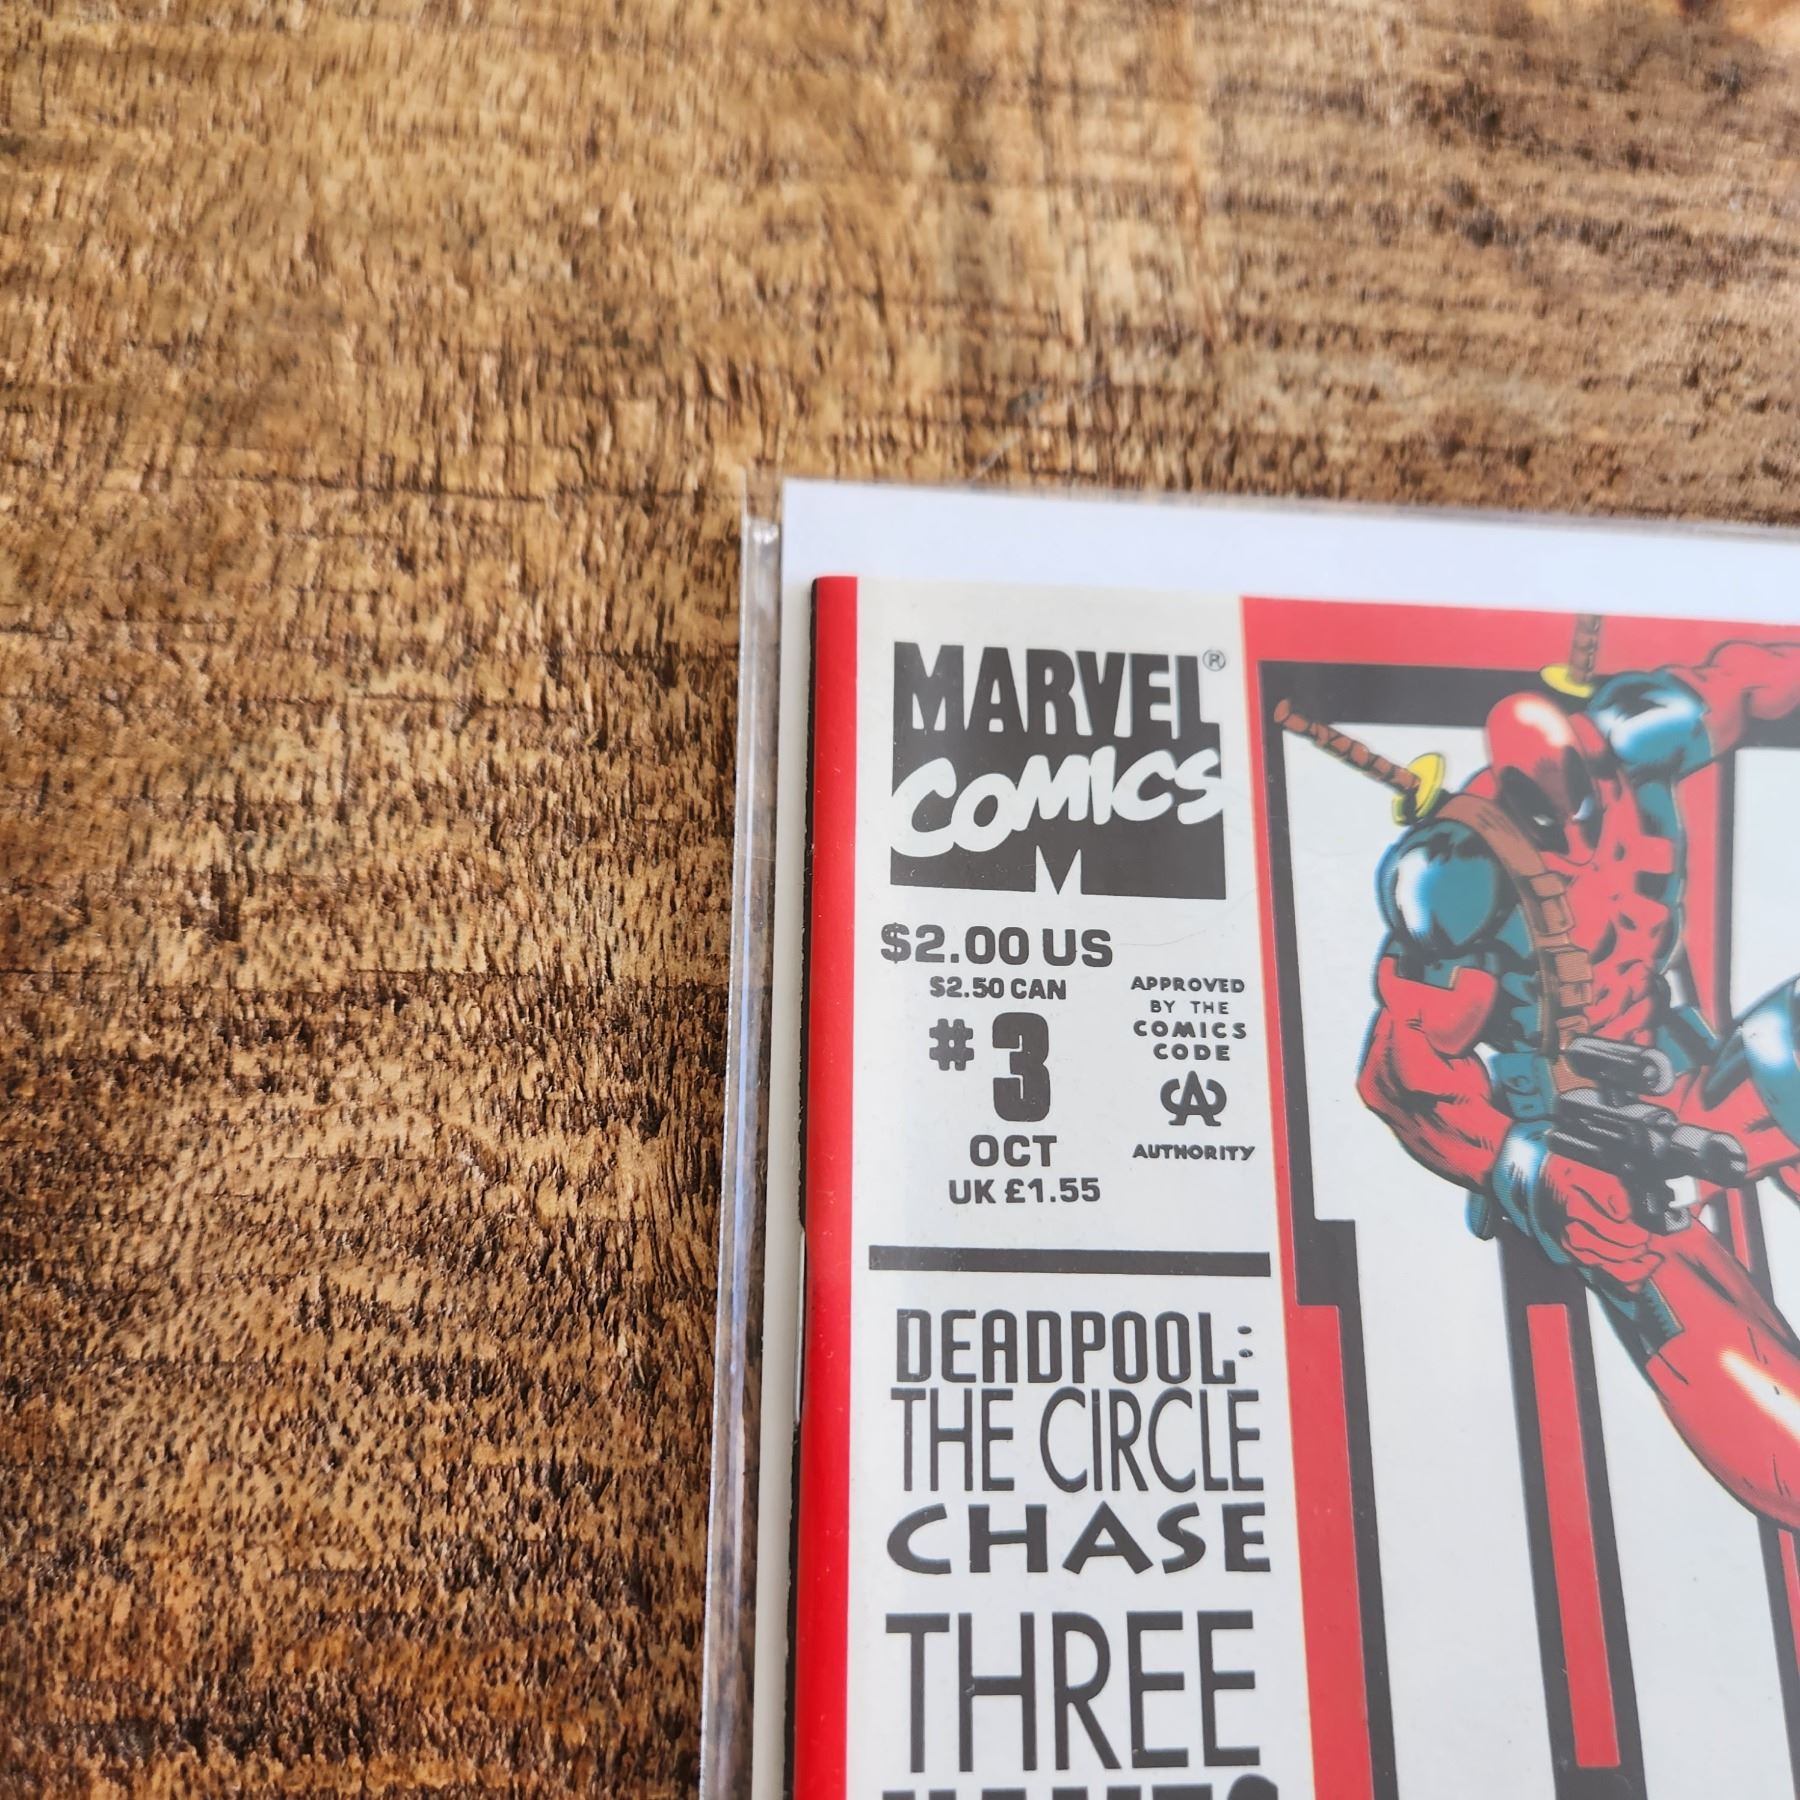 MARVEL®
COMICS
M
$2.00 US
$2.50 CAN
#3
OCT
UK £1.55
APPROVED
BY THE
COMICS
CODE
AUTHORITY
DEADPOOL:
THE CIRCLE
CHASE
THREE